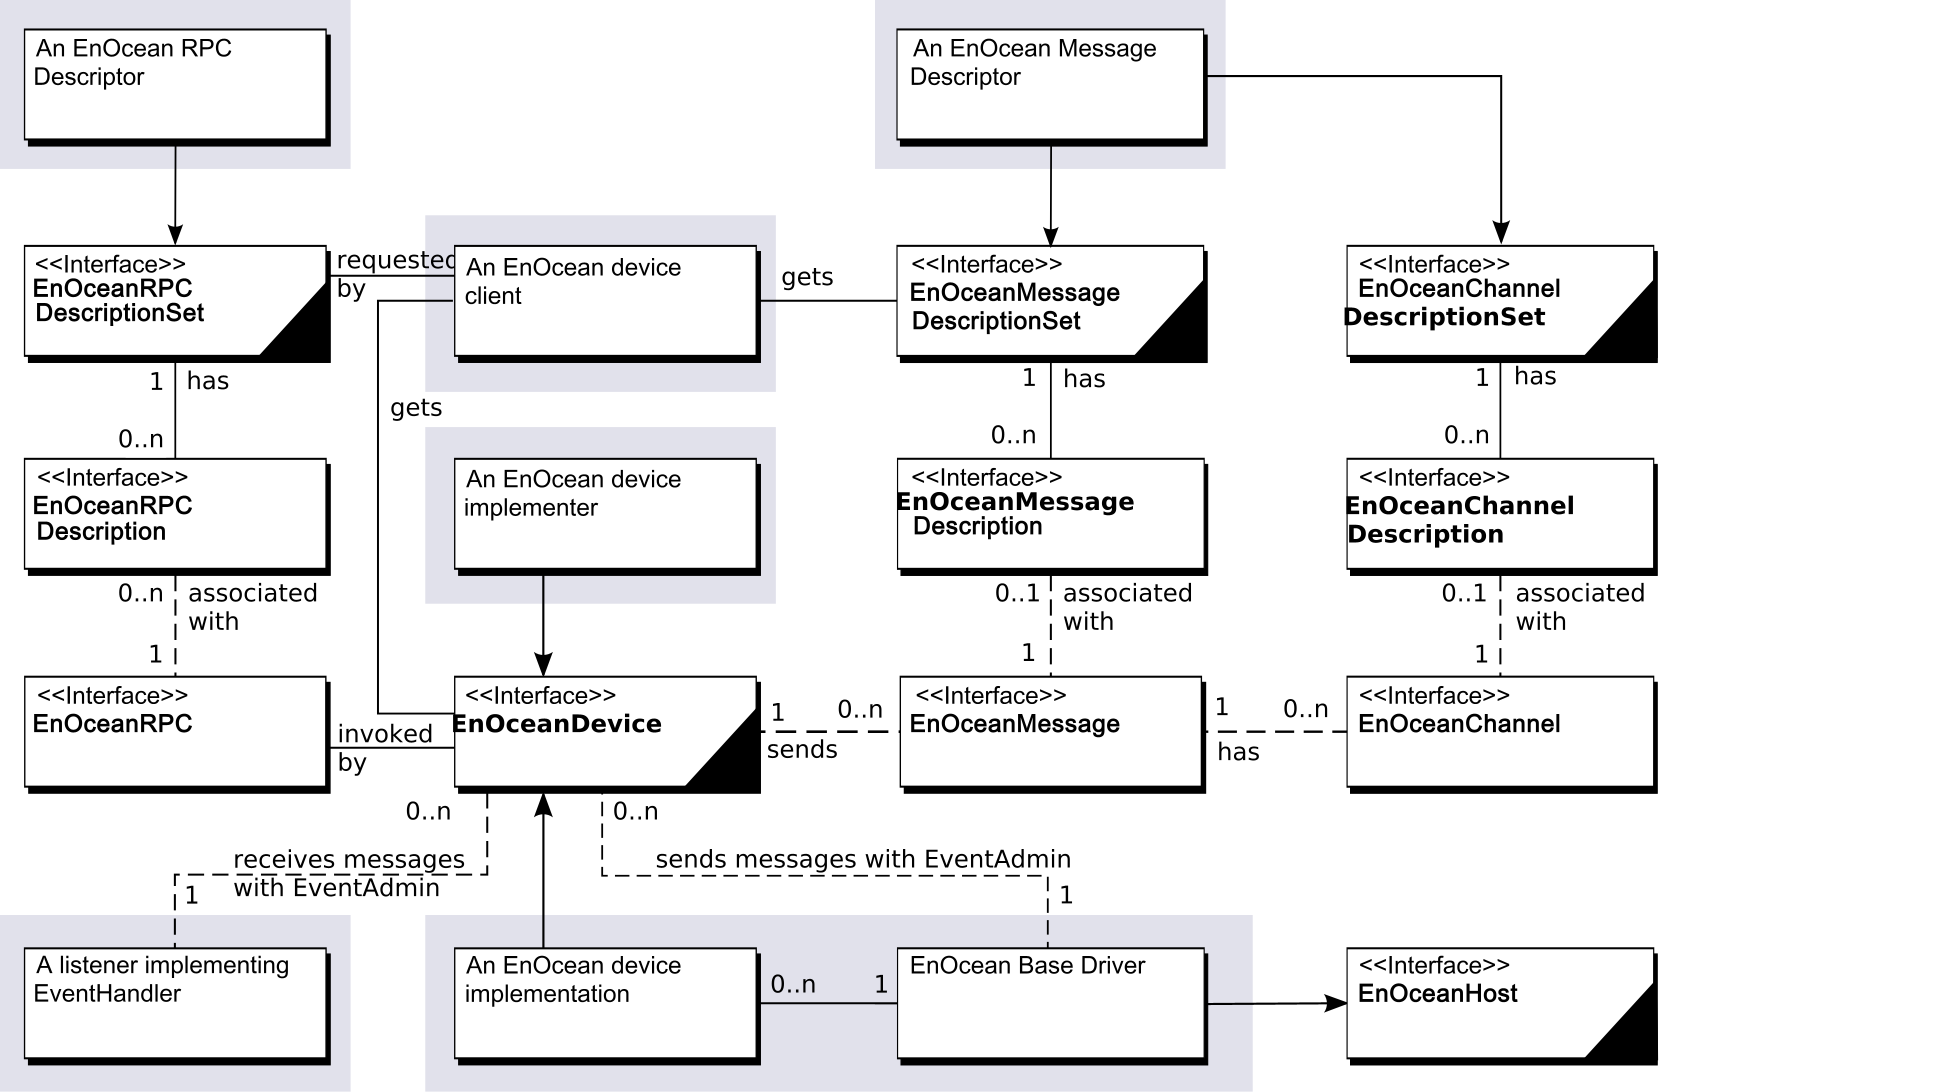 An EnOcean RPC
Descriptor
An EnOcean Message
Descriptor
<<Interface>>
EnOceanRPC
DescriptionSet
requested
by
An EnOcean device
client
gets
<<Interface>>
EnOceanMessage
DescriptionSet
<<Interface>>
EnOceanChannel
DescriptionSet
1 has
0..n
gets
1 has
0..n
1 has
0..n
<<Interface>>
EnOceanRPC
Description
An EnOcean device
implementer
<<Interface>>
EnOceanMessage
Description
<<Interface>>
EnOceanChannel
Description
0..n associated
with
1
0..1 associated
with
1
0..1 associated
with
1
<<Interface>>
EnOceanRPC
invoked
by
<<Interface>>
EnOceanDevice
1 0..n
sends
<<Interface>>
EnOceanMessage
1 0..n
has
<<Interface>>
EnOceanChannel
0..n
0..n
receives messages
with EventAdmin
1
sends messages with EventAdmin
1
A listener implementing
EventHandler
An EnOcean device
implementation
0..n 1
EnOcean Base Driver
<<Interface>>
EnOceanHost